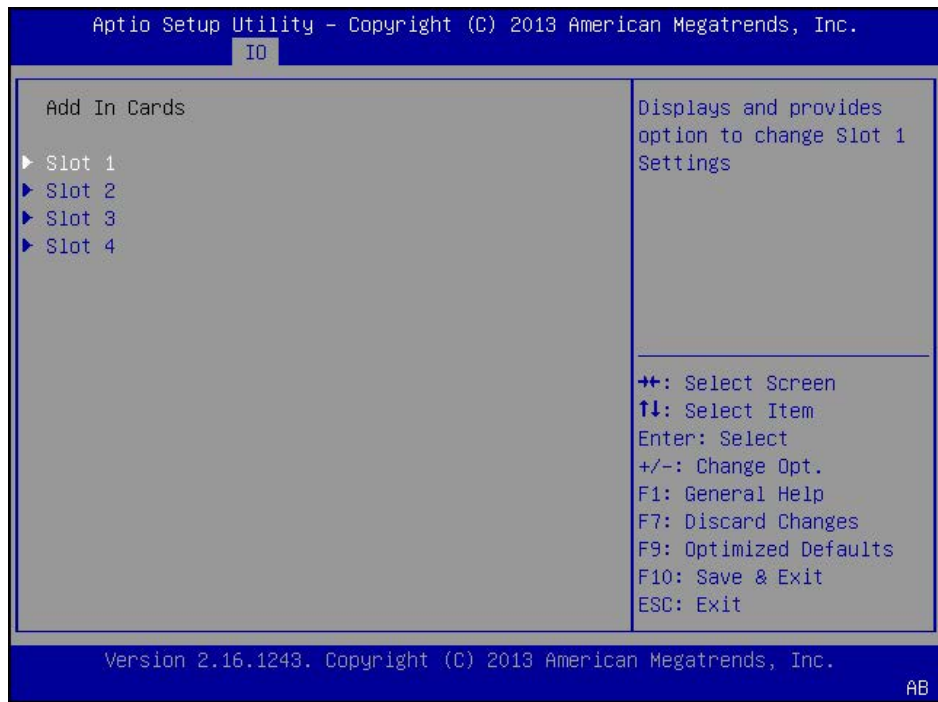 Aptio Setup Utility – Copyright (C) 2013 American Megatrends, Inc.
IO
Add In Cards
Slot 1
Slot 2
Slot 3
Slot 4
Displays and provides
option to change Slot 1
Settings
→←: Select Screen
↑↓: Select Item
Enter: Select
+/-: Change Opt.
F1: General Help
F7: Discard Changes
F9: Optimized Defaults
F10: Save & Exit
ESC: Exit
Version 2.16.1243. Copyright (C) 2013 American Megatrends, Inc.
AB